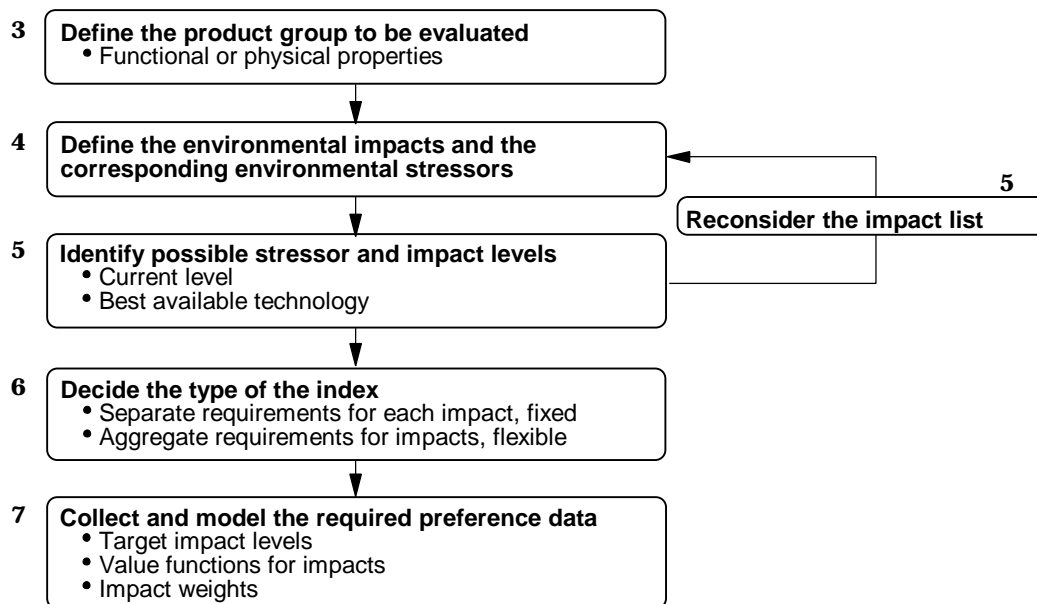 3
Define the product group to be evaluated
• Functional or physical properties
4
Define the environmental impacts and the
corresponding environmental stressors
5
Reconsider the impact list
5
Identify possible stressor and impact levels
• Current level
• Best available technology
6
Decide the type of the index
• Separate requirements for each impact, fixed
• Aggregate requirements for impacts, flexible
7
Collect and model the required preference data
• Target impact levels
• Value functions for impacts
• Impact weights